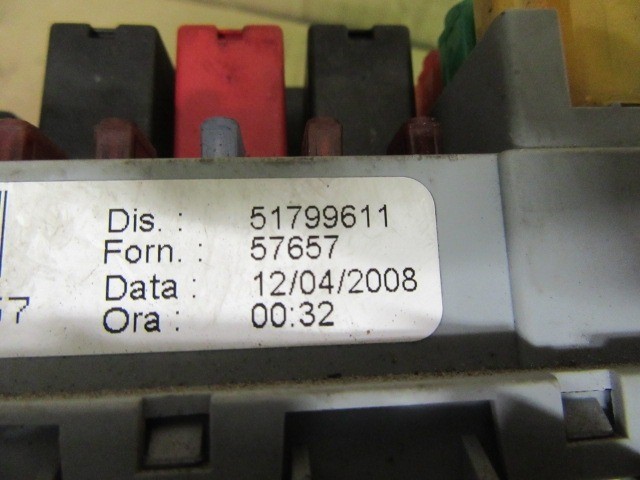 Dis. : 51799611
Forn. : 57657
Data : 12/04/2008
Ora : 00:32